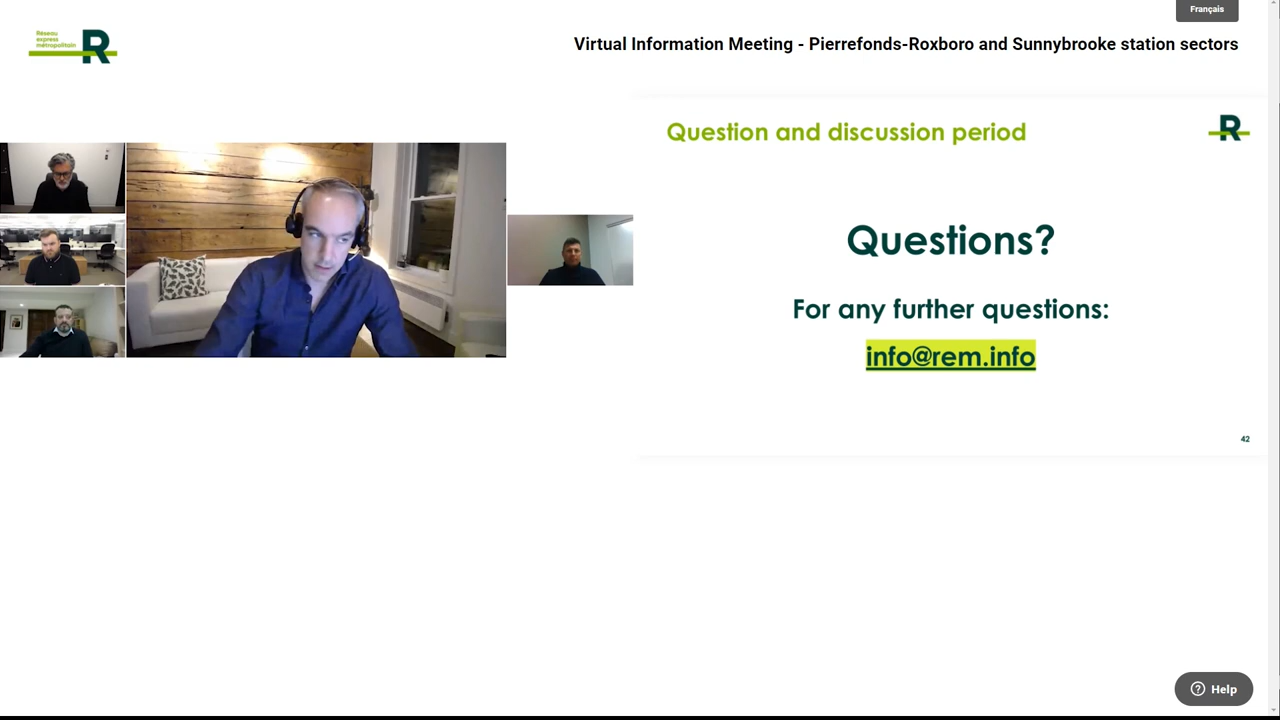 Français
Réseau
express
métropolitain
R
Virtual Information Meeting - Pierrefonds-Roxboro and Sunnybrooke station sectors
Question and discussion period
R
Questions?
For any further questions:
info@rem.info
42
Help